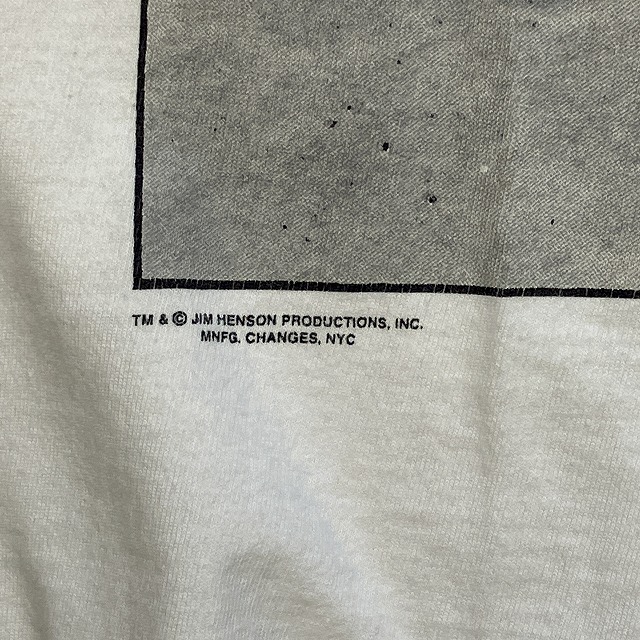 TM & © JIM HENSON PRODUCTIONS, INC.
MNFG. CHANGES, NYC